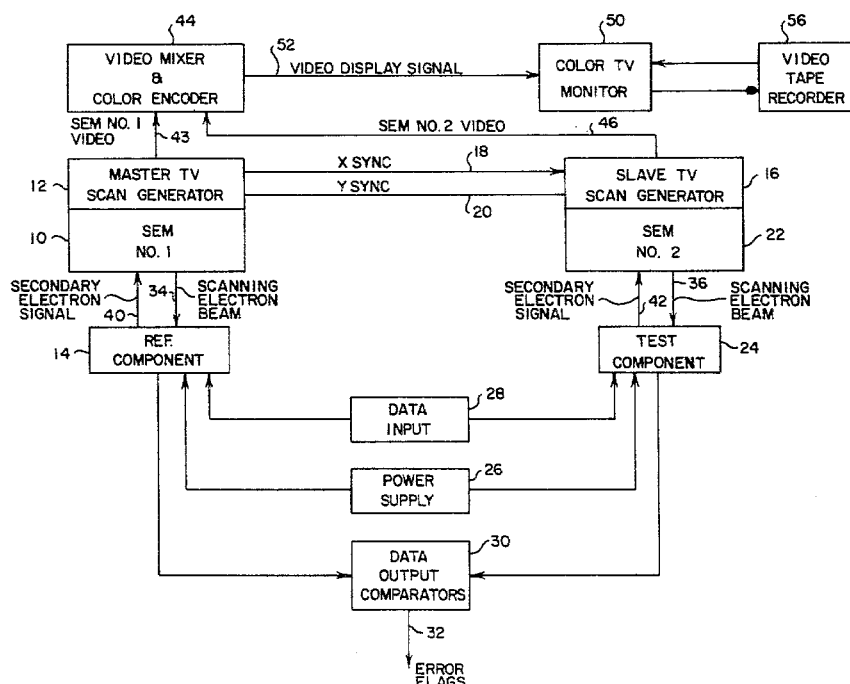 44
VIDEO MIXER
&
COLOR ENCODER
52
VIDEO DISPLAY SIGNAL
50
COLOR TV
MONITOR
56
VIDEO
TAPE
RECORDER
SEM NO. 1
VIDEO
43
SEM NO. 2 VIDEO
46
12
MASTER TV
SCAN GENERATOR
X SYNC
18
Y SYNC
20
SLAVE TV
SCAN GENERATOR
16
10
SEM
NO. 1
SEM
NO. 2
22
SECONDARY
ELECTRON
SIGNAL
40
34
SCANNING
ELECTRON
BEAM
SECONDARY
ELECTRON
SIGNAL
42
36
SCANNING
ELECTRON
BEAM
14
REF.
COMPONENT
TEST
COMPONENT
24
28
DATA
INPUT
26
POWER
SUPPLY
30
DATA
OUTPUT
COMPARATORS
32
ERROR
FLAGS